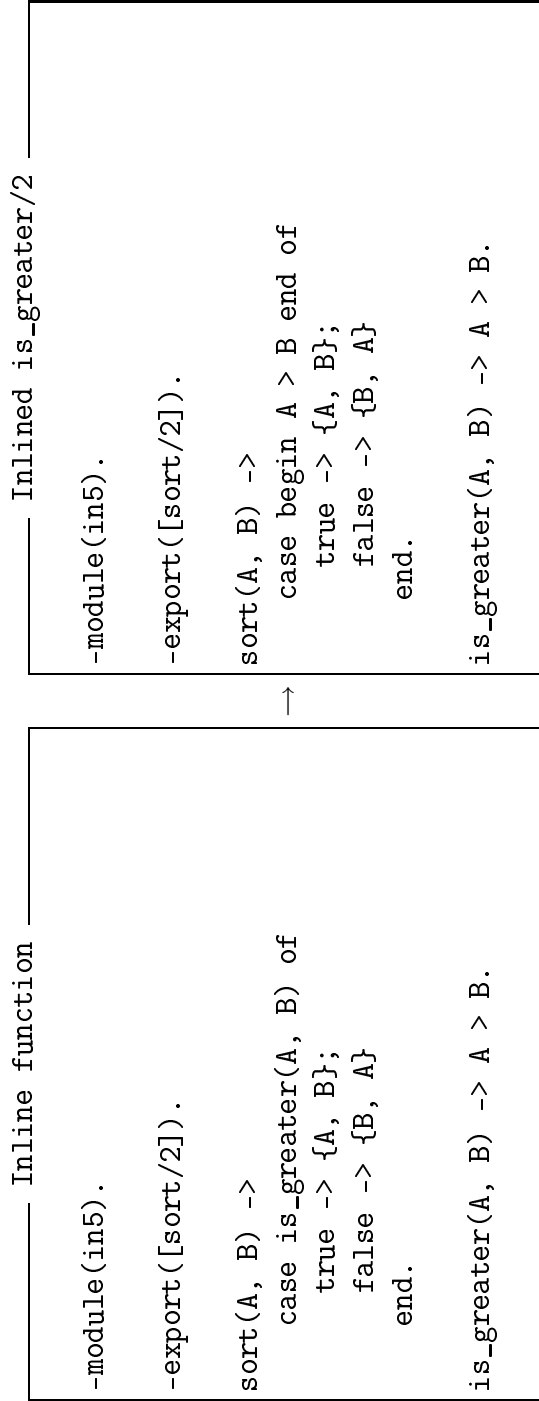 Inline function
-module(in5).
-export([sort/2]).
sort(A, B) ->
case is_greater(A, B) of
true -> {A, B};
false -> {B, A}
end.
is_greater(A, B) -> A > B.
→
Inlined is_greater/2
-module(in5).
-export([sort/2]).
sort(A, B) ->
case begin A > B end of
true -> {A, B};
false -> {B, A}
end.
is_greater(A, B) -> A > B.